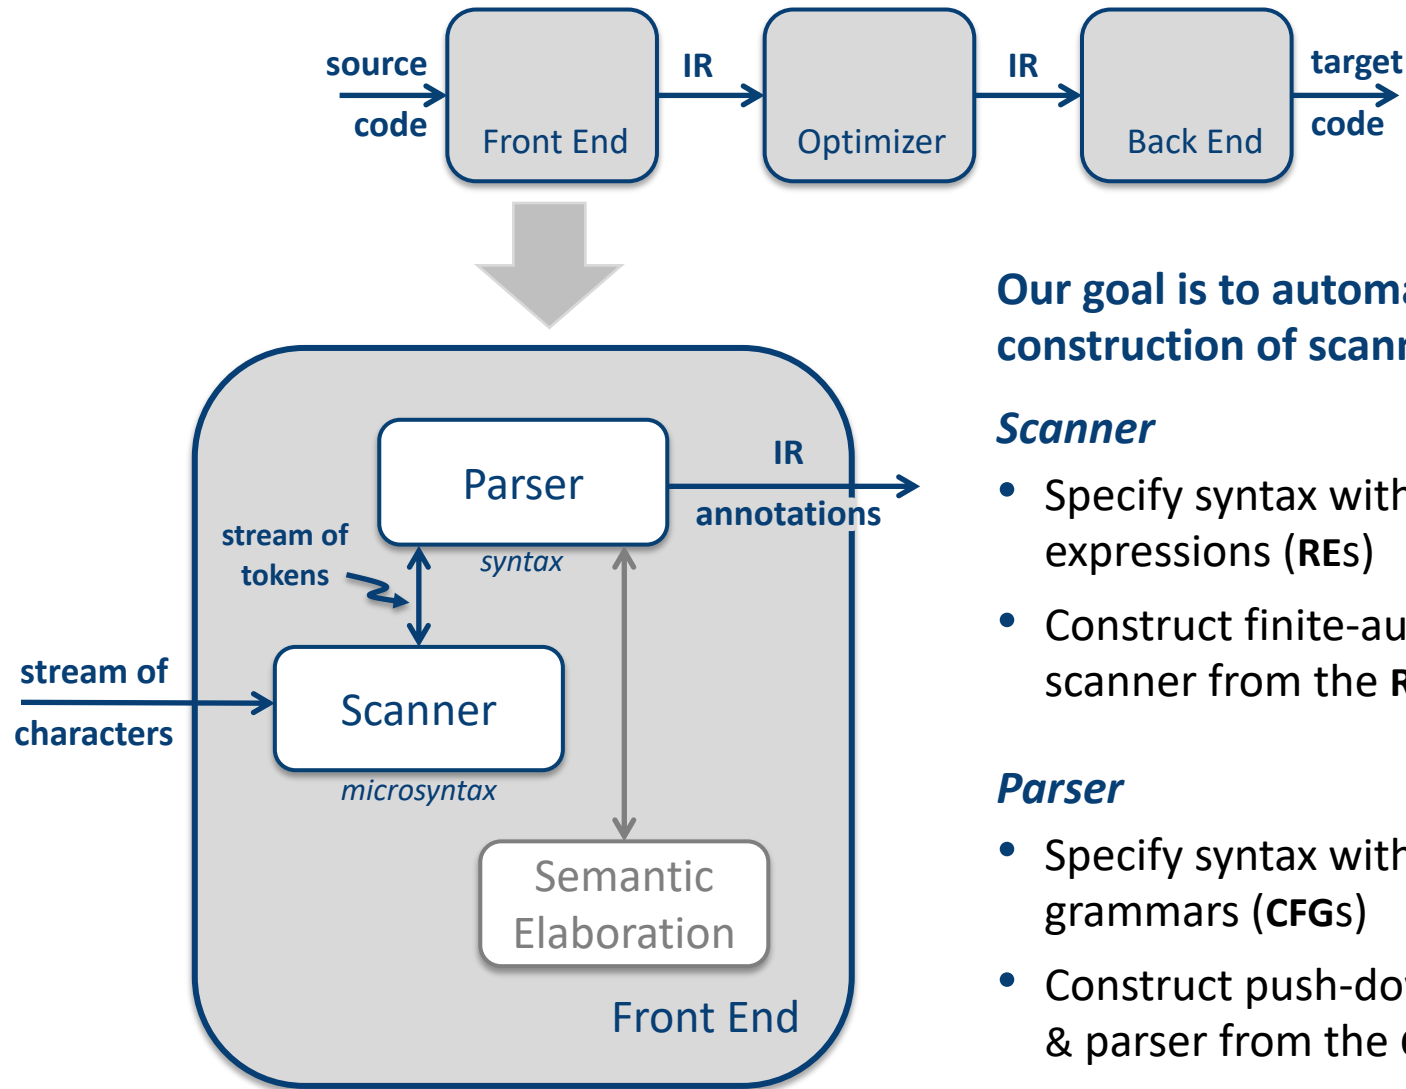 source
code
Front End
IR
Optimizer
IR
Back End
target
code
Our goal is to automa
construction of scann
Scanner
• Specify syntax with
expressions (REs)
• Construct finite-au
scanner from the R
Parser
• Specify syntax with
grammars (CFGs)
• Construct push-dov
& parser from the
Parser
syntax
IR
annotations
stream of
tokens
stream of
characters
Scanner
microsyntax
Semantic
Elaboration
Front End